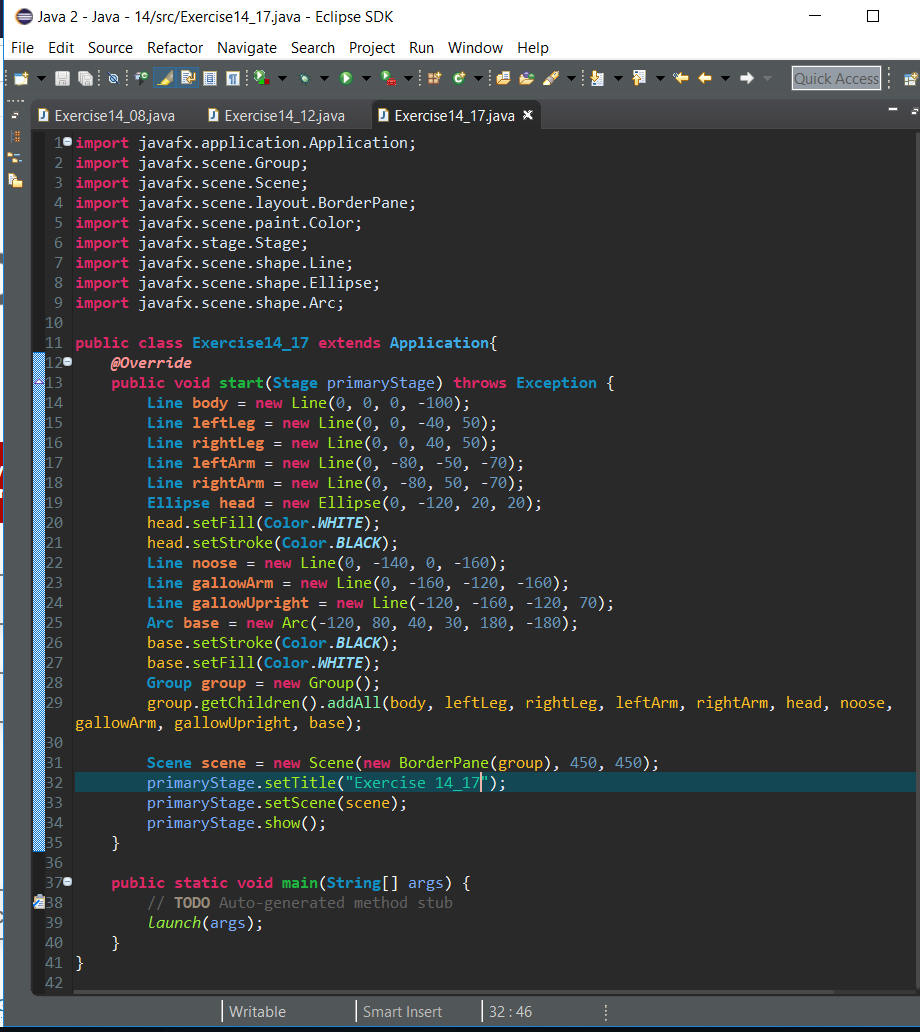 Java 2 - Java - 14/src/Exercise14_17.java - Eclipse SDK
File Edit Source Refactor Navigate Search Project Run Window Help
Quick Access
Exercise14_08.java Exercise14_12.java Exercise14_17.java
1 import javafx.application.Application;
2 import javafx.scene.Group;
3 import javafx.scene.Scene;
4 import javafx.scene.layout.BorderPane;
5 import javafx.scene.paint.Color;
6 import javafx.stage.Stage;
7 import javafx.scene.shape.Line;
8 import javafx.scene.shape.Ellipse;
9 import javafx.scene.shape.Arc;
10
11 public class Exercise14_17 extends Application{
12     @Override
13     public void start(Stage primaryStage) throws Exception {
14         Line body = new Line(0, 0, 0, -100);
15         Line leftLeg = new Line(0, 0, -40, 50);
16         Line rightLeg = new Line(0, 0, 40, 50);
17         Line leftArm = new Line(0, -80, -50, -70);
18         Line rightArm = new Line(0, -80, 50, -70);
19         Ellipse head = new Ellipse(0, -120, 20, 20);
20         head.setFill(Color.WHITE);
21         head.setStroke(Color.BLACK);
22         Line noose = new Line(0, -140, 0, -160);
23         Line gallowArm = new Line(0, -160, -120, -160);
24         Line gallowUpright = new Line(-120, -160, -120, 70);
25         Arc base = new Arc(-120, 80, 40, 30, 180, -180);
26         base.setStroke(Color.BLACK);
27         base.setFill(Color.WHITE);
28         Group group = new Group();
29         group.getChildren().addAll(body, leftLeg, rightLeg, leftArm, rightArm, head, noose,
gallowArm, gallowUpright, base);
30
31         Scene scene = new Scene(new BorderPane(group), 450, 450);
32         primaryStage.setTitle("Exercise 14_17");
33         primaryStage.setScene(scene);
34         primaryStage.show();
35     }
36
37     public static void main(String[] args) {
38         // TODO Auto-generated method stub
39         launch(args);
40     }
41 }
42
Writable Smart Insert 32 : 46